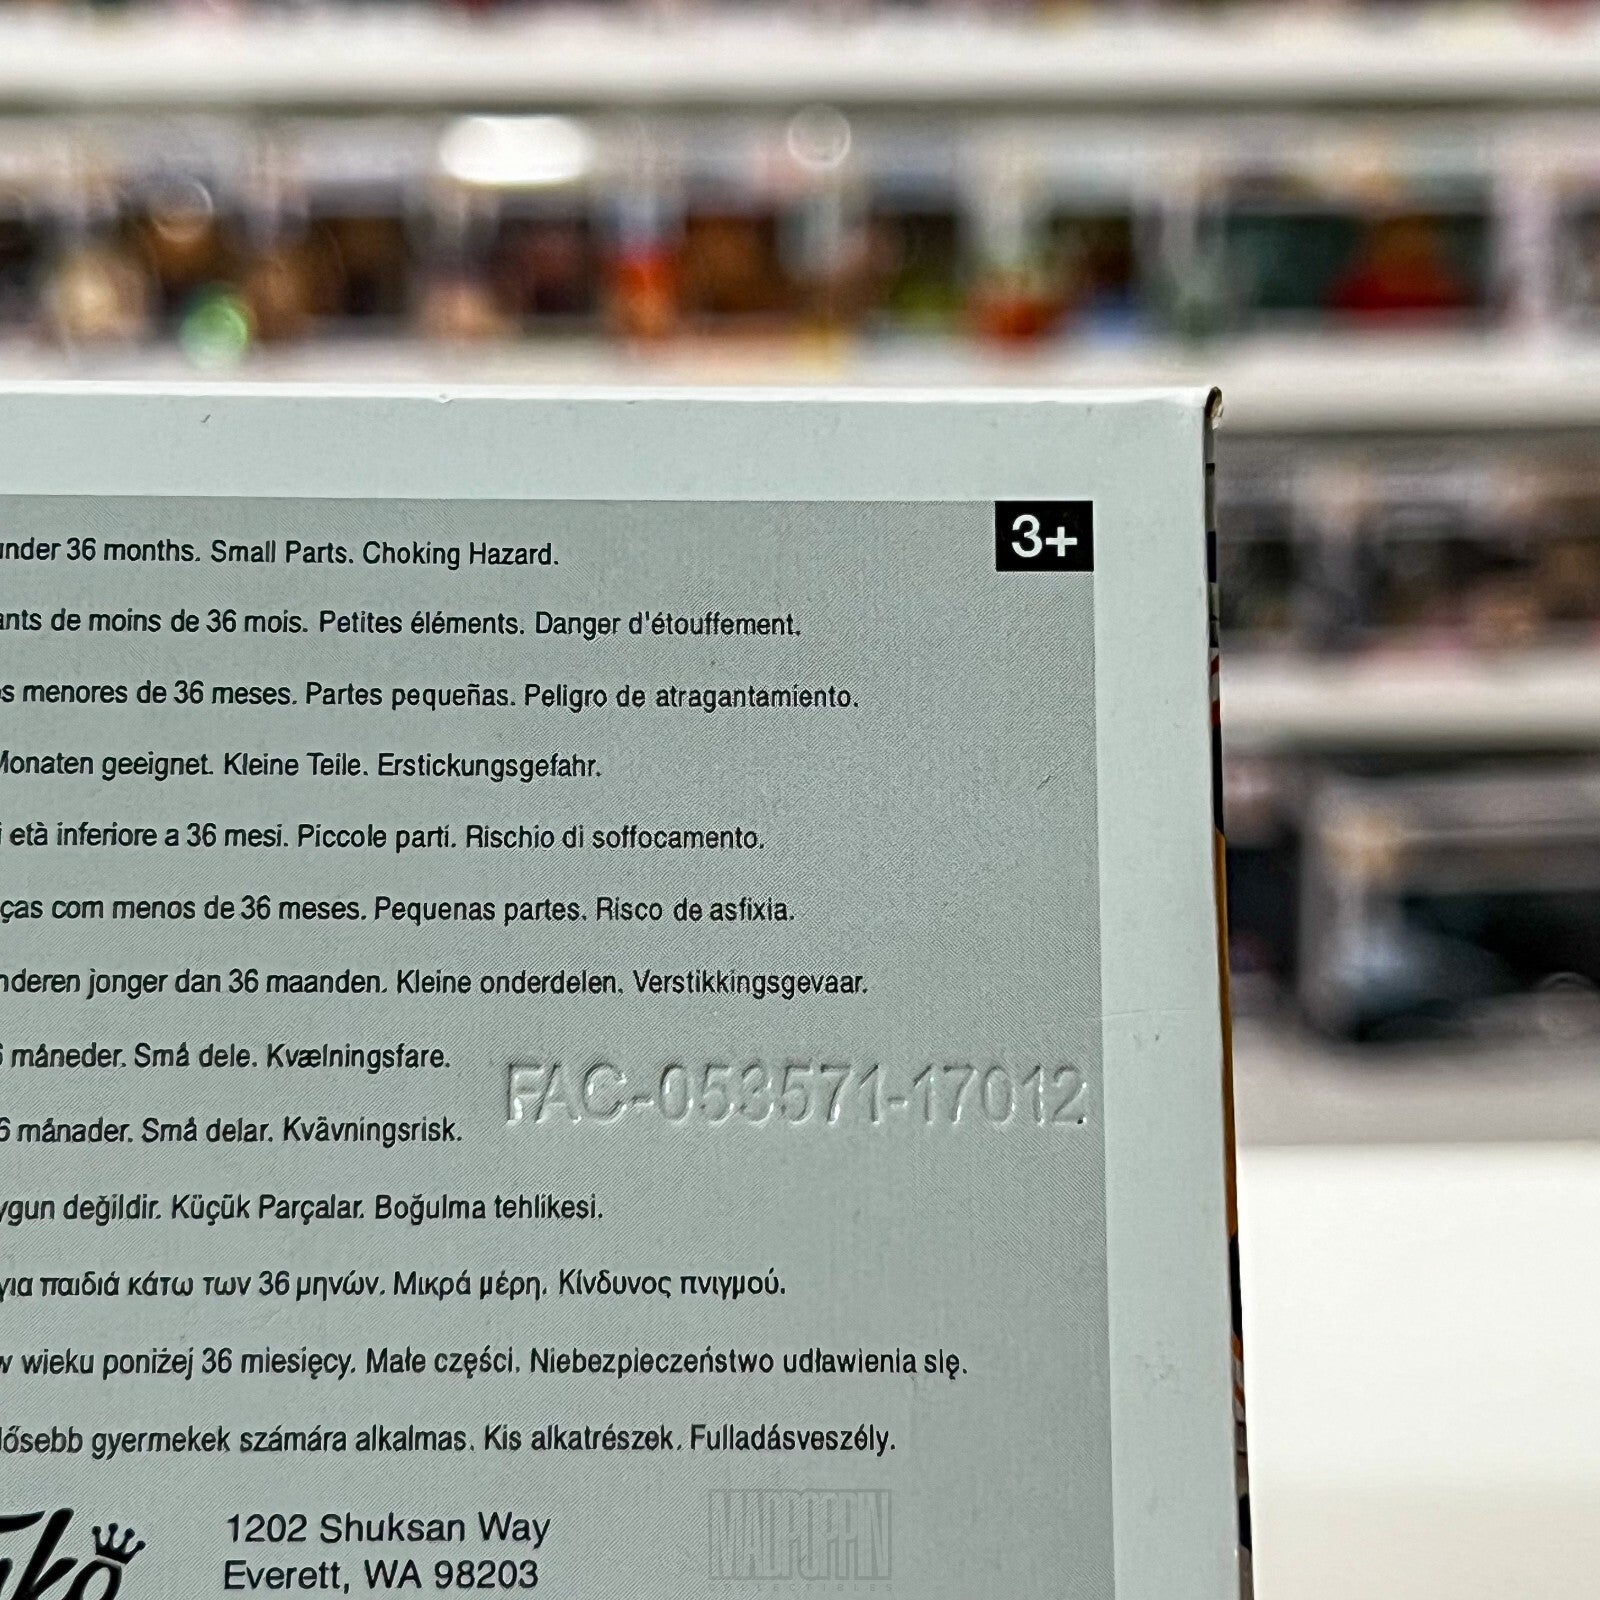 3+
under 36 months. Small Parts. Choking Hazard.
ants de moins de 36 mois. Petites éléments. Danger d'étouffement.
s menores de 36 meses. Partes pequeñas. Peligro de atragantamiento.
Monaten geeignet. Kleine Teile. Erstickungsgefahr.
i età inferiore a 36 mesi. Piccole parti. Rischio di soffocamento.
ças com menos de 36 meses. Pequenas partes. Risco de asfixia.
nderen jonger dan 36 maanden. Kleine onderdelen. Verstikkingsgevaar.
6 måneder. Små dele. Kvælningsfare.
FAC-053571-17012
6 månader. Små delar. Kvävningsrisk.
ygun değildir. Küçük Parçalar. Boğulma tehlikesi.
για παιδιά κάτω των 36 μηνών. Μικρά μέρη. Κίνδυνος πνιγμού.
w wieku poniżej 36 miesięcy. Małe części. Niebezpieczeństwo udławienia się.
lősebb gyermekek számára alkalmas. Kis alkatrészek. Fulladásveszély.
1202 Shuksan Way
Everett, WA 98203
MADPOPPIN
COLLECTIBLES